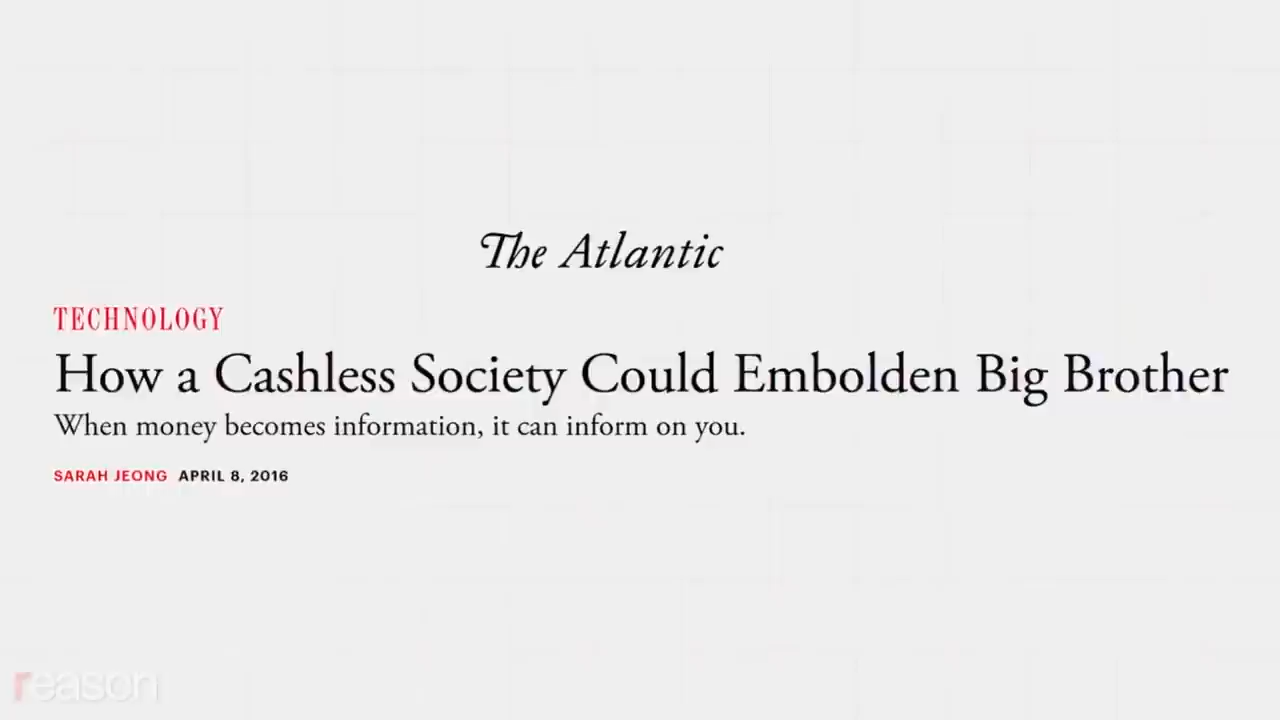 The Atlantic
TECHNOLOGY
How a Cashless Society Could Embolden Big Brother
When money becomes information, it can inform on you.
SARAH JEONG APRIL 8, 2016
reason